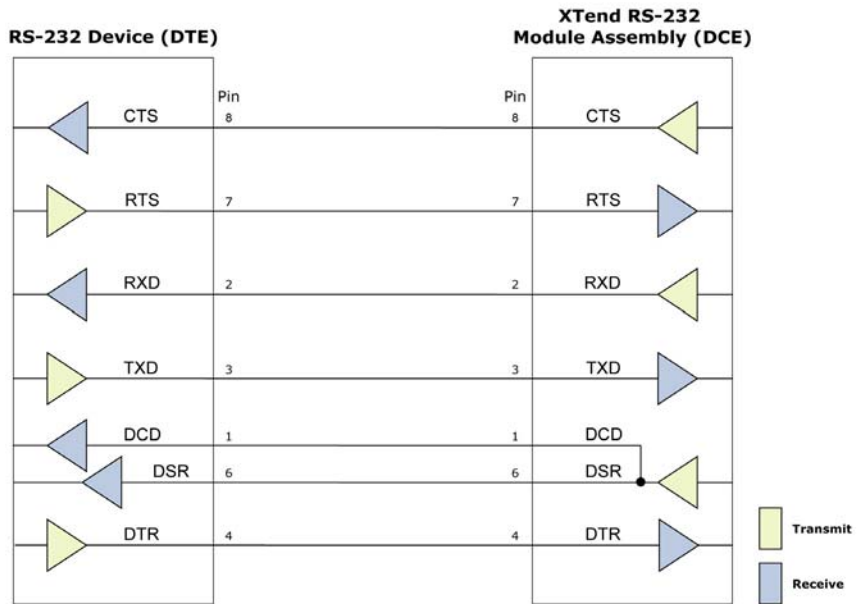 XTend RS-232
RS-232 Device (DTE) Module Assembly (DCE)
Pin Pin
CTS 8 8 CTS
RTS 7 7 RTS
RXD 2 2 RXD
TXD 3 3 TXD
DCD 1 1 DCD
DSR 6 6 DSR
DTR 4 4 DTR
Transmit
Receive